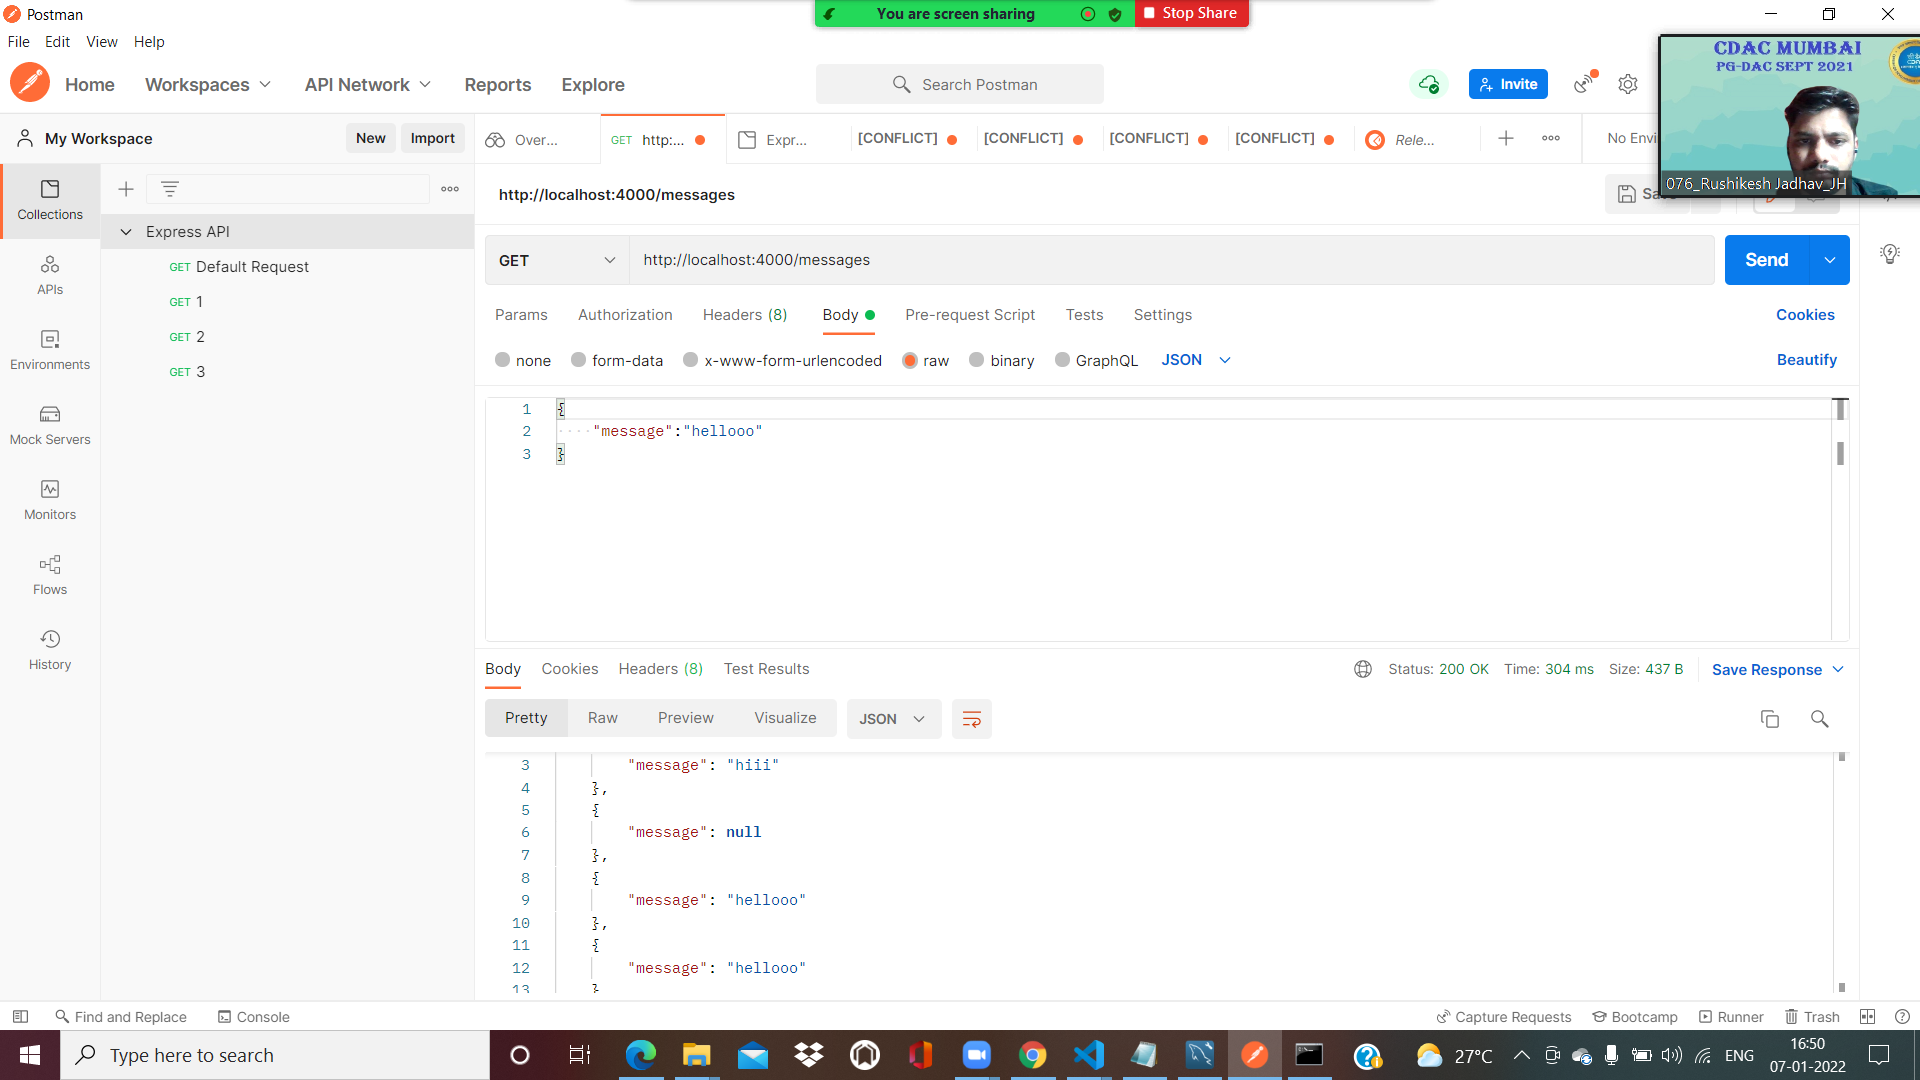 Postman
You are screen sharing
Stop Share
File Edit View Help
CDAC MUMBAI
PG-DAC SEPT 2021
Home Workspaces API Network Reports Explore
Search Postman
Invite
My Workspace
New Import
Over...
GET http:...
Expr...
[CONFLICT]
[CONFLICT]
[CONFLICT]
[CONFLICT]
Rele...
No Envi
076_Rushikesh Jadhav_JH
http://localhost:4000/messages
Collections
APIs
Environments
Mock Servers
Monitors
Flows
History
Express API
GET Default Request
GET 1
GET 2
GET 3
GET http://localhost:4000/messages
Send
Params Authorization Headers (8) Body Pre-request Script Tests Settings
Cookies
none form-data x-www-form-urlencoded raw binary GraphQL JSON
Beautify
1 {
2 "message":"hellooo"
3 }
Body Cookies Headers (8) Test Results
Status: 200 OK Time: 304 ms Size: 437 B
Save Response
Pretty Raw Preview Visualize JSON
3 "message": "hiii"
4 },
5 {
6 "message": null
7 },
8 {
9 "message": "hellooo"
10 },
11 {
12 "message": "hellooo"
13 }
Find and Replace Console
Capture Requests Bootcamp Runner Trash
Type here to search
27°C
ENG
16:50
07-01-2022